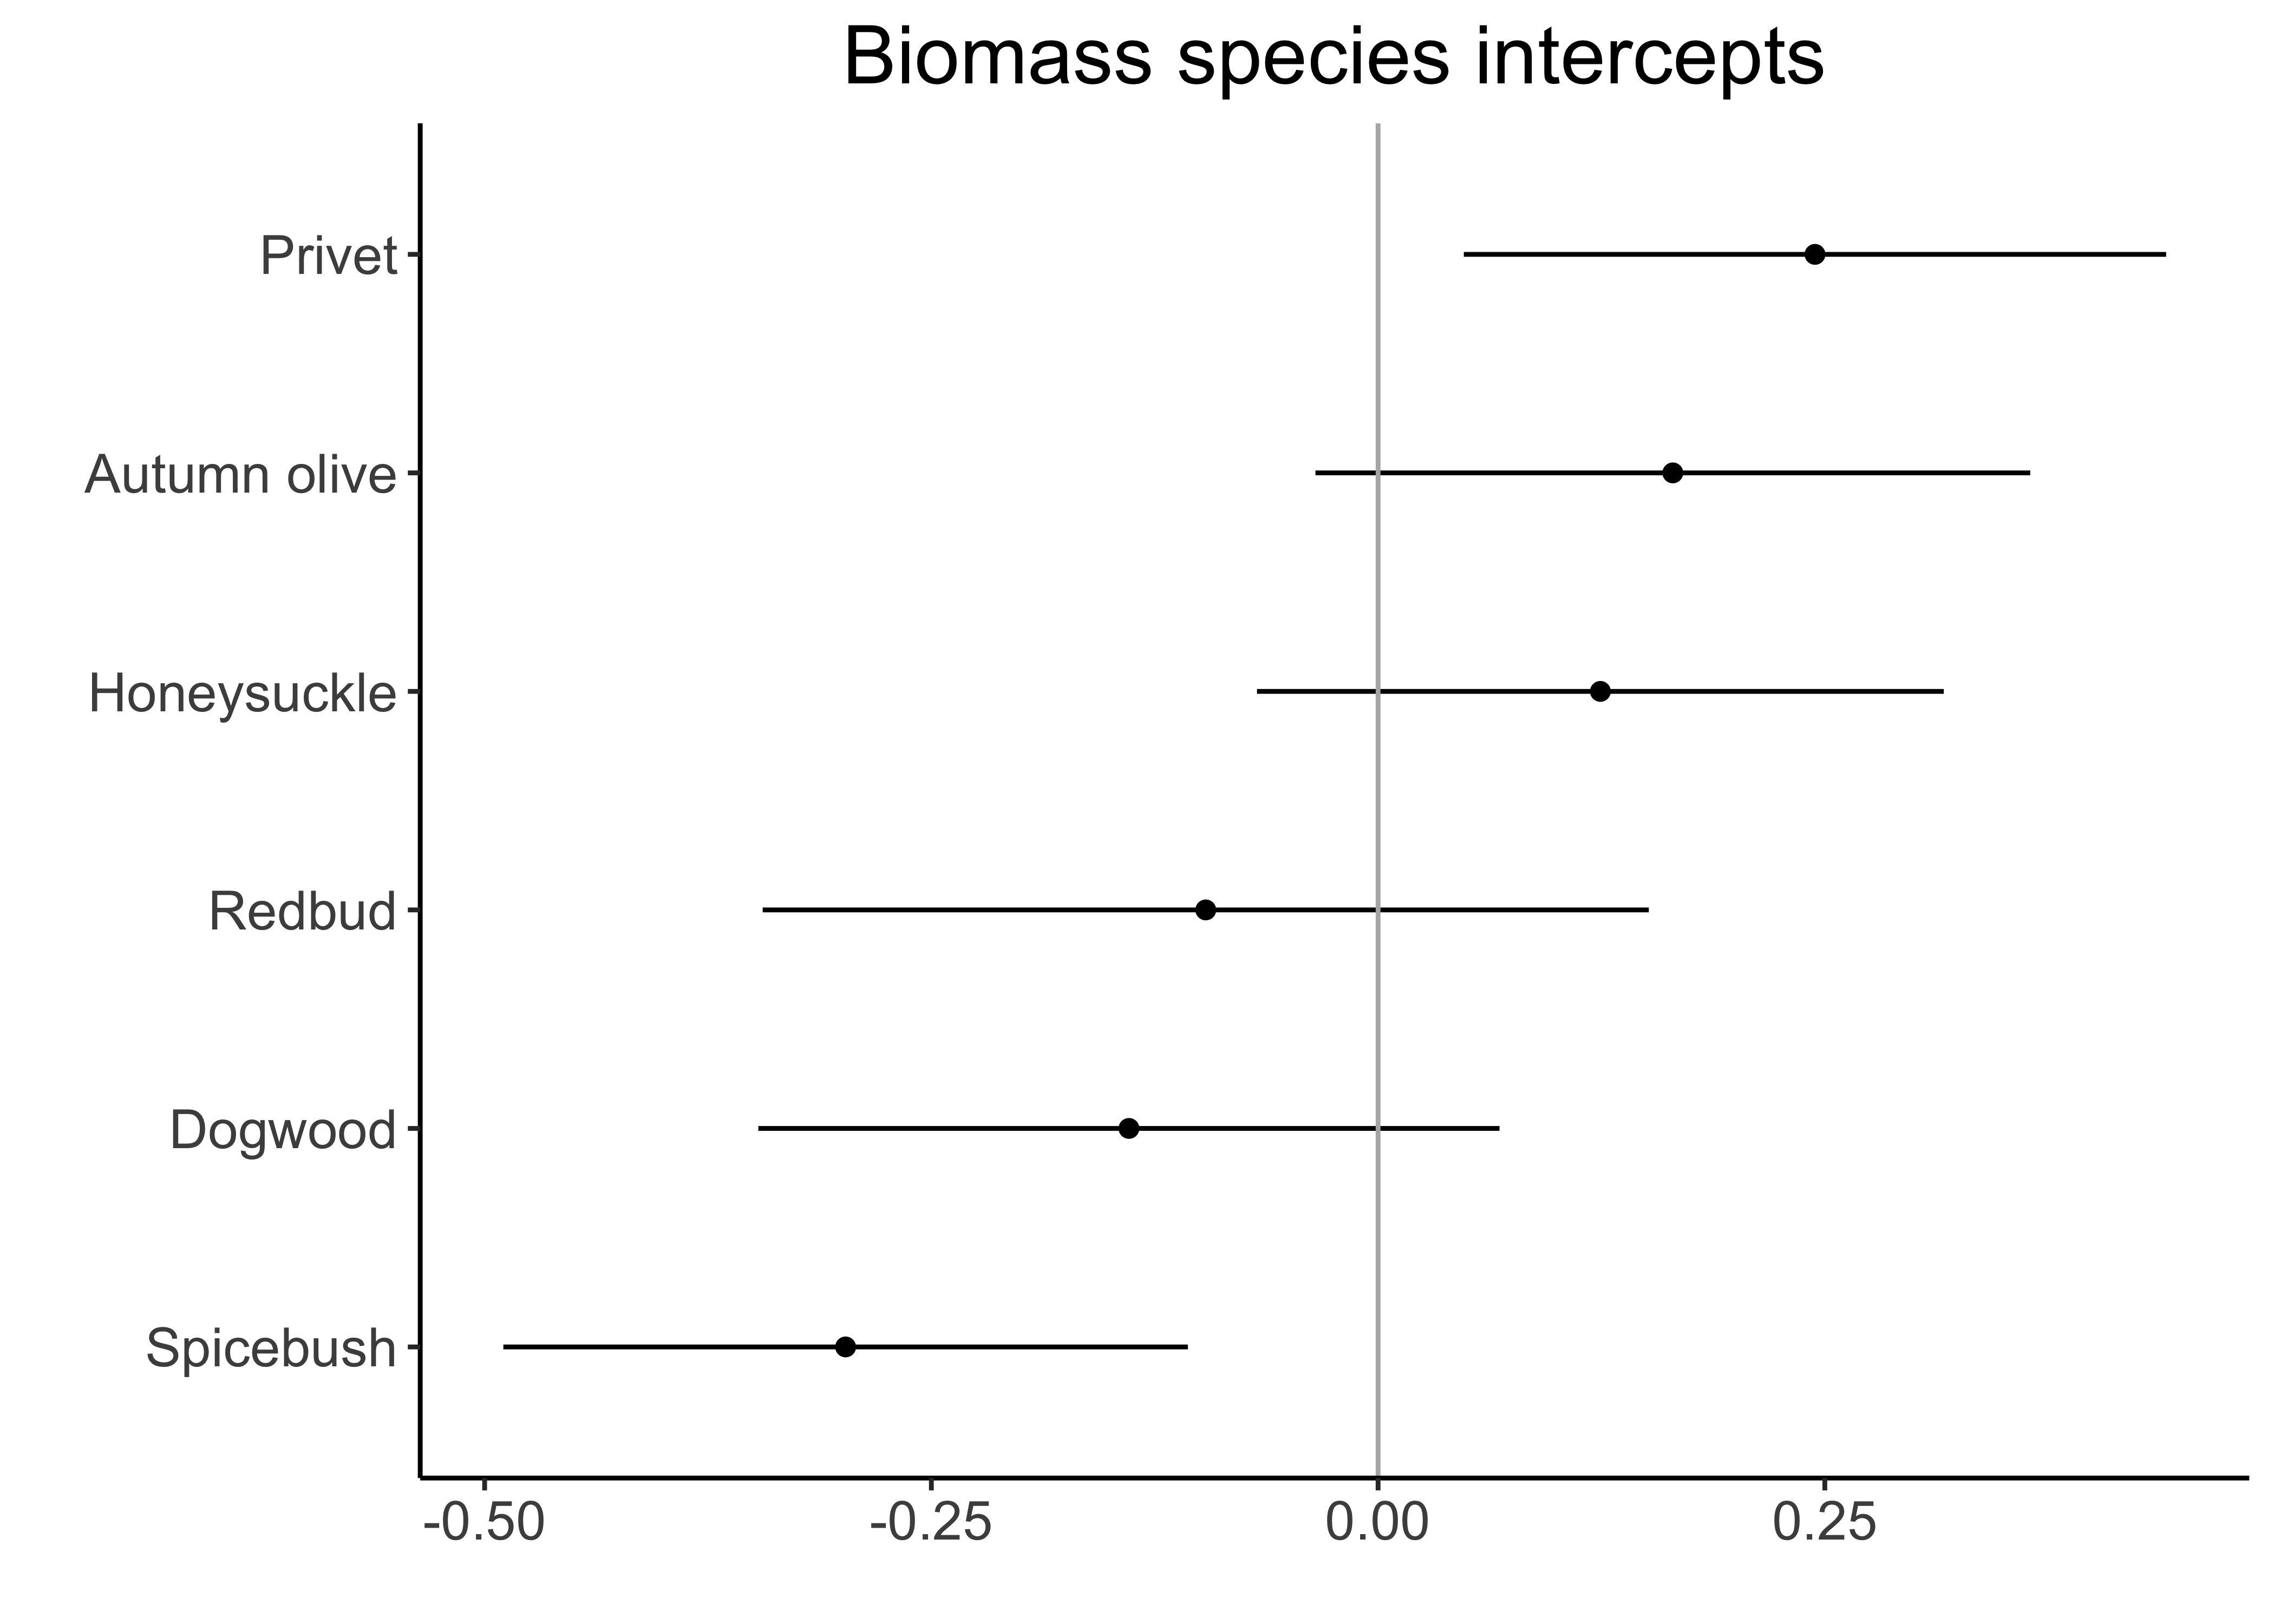 Biomass species intercepts
Privet
Autumn olive
Honeysuckle
Redbud
Dogwood
Spicebush
-0.50 -0.25 0.00 0.25